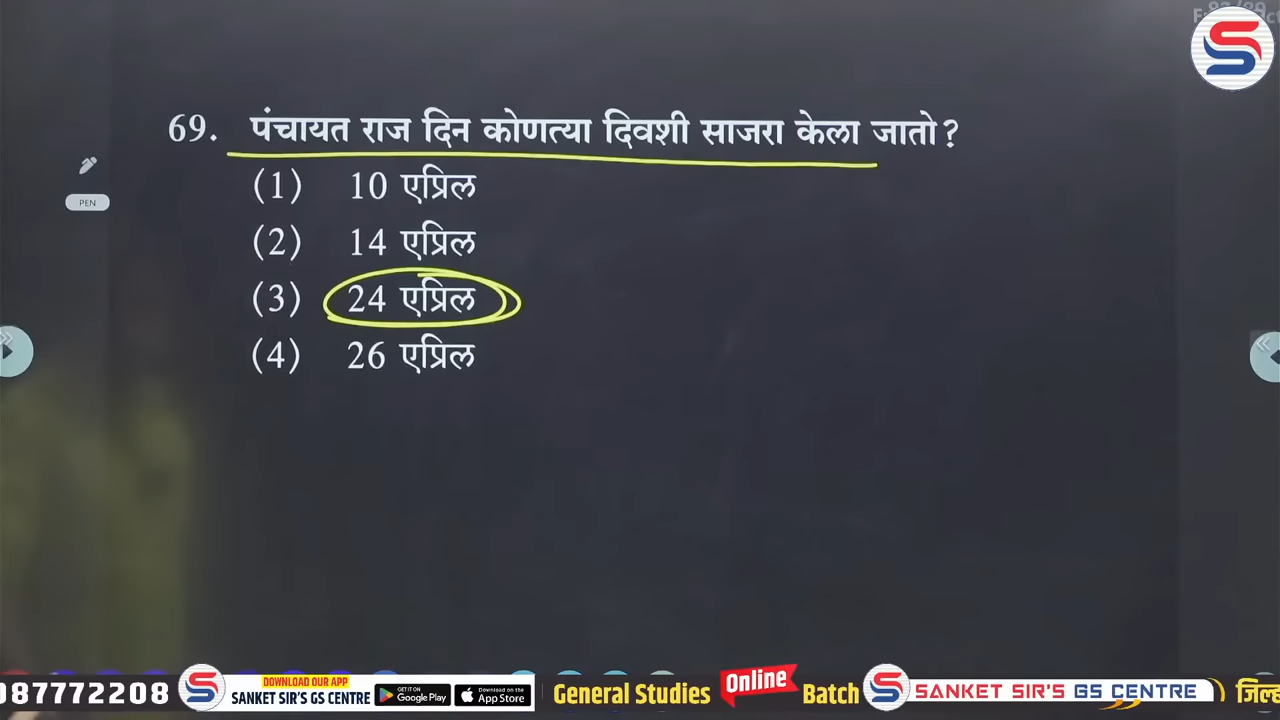 69. पंचायत राज दिन कोणत्या दिवशी साजरा केला जातो?
PEN
(1) 10 एप्रिल
(2) 14 एप्रिल
(3) 24 एप्रिल
(4) 26 एप्रिल
087772208
DOWNLOAD OUR APP
SANKET SIR'S GS CENTRE
GET IT ON
Google Play
Download on the
App Store
General Studies Online Batch
SANKET SIR'S GS CENTRE